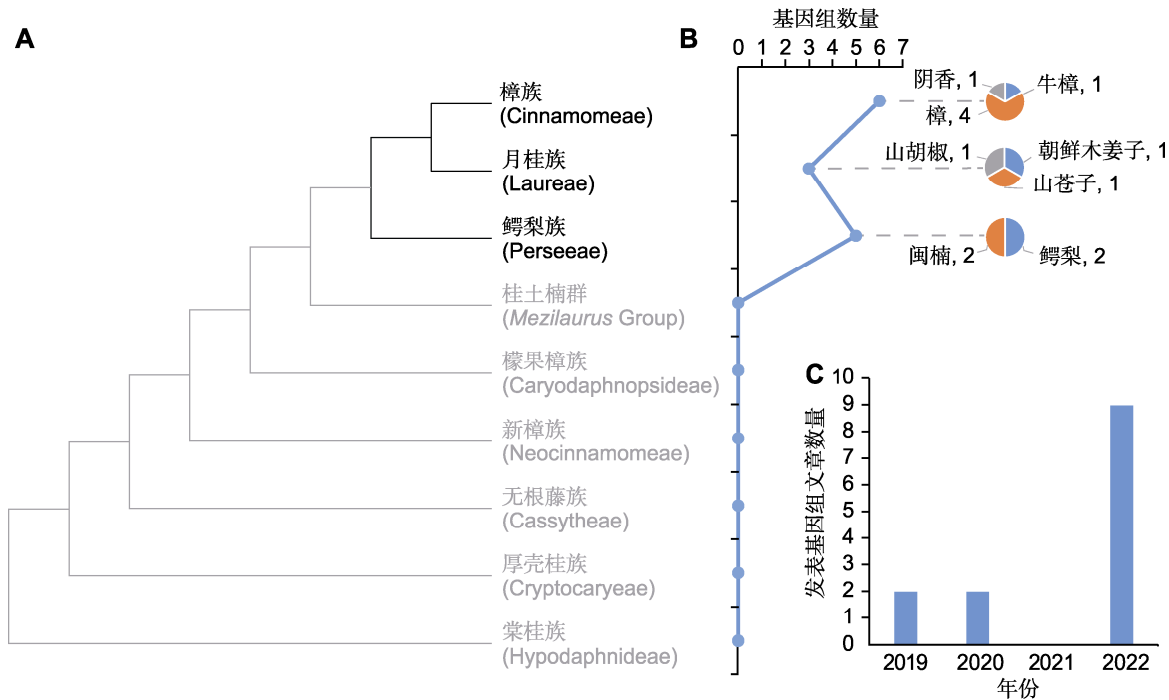 A
樟族
(Cinnamomeae)
月桂族
(Laureae)
鳄梨族
(Perseeae)
桂土楠群
(Mezilaurus Group)
檬果樟族
(Caryodaphnopsideae)
新樟族
(Neocinnamomeae)
无根藤族
(Cassytheae)
厚壳桂族
(Cryptocaryeae)
棠桂族
(Hypodaphnideae)
B
基因组数量
0 1 2 3 4 5 6 7
阴香, 1
牛樟, 1
樟, 4
山胡椒, 1
朝鲜木姜子, 1
山苍子, 1
闽楠, 2
鳄梨, 2
C
发表基因组文章数量
10
9
8
7
6
5
4
3
2
1
0
2019 2020 2021 2022
年份